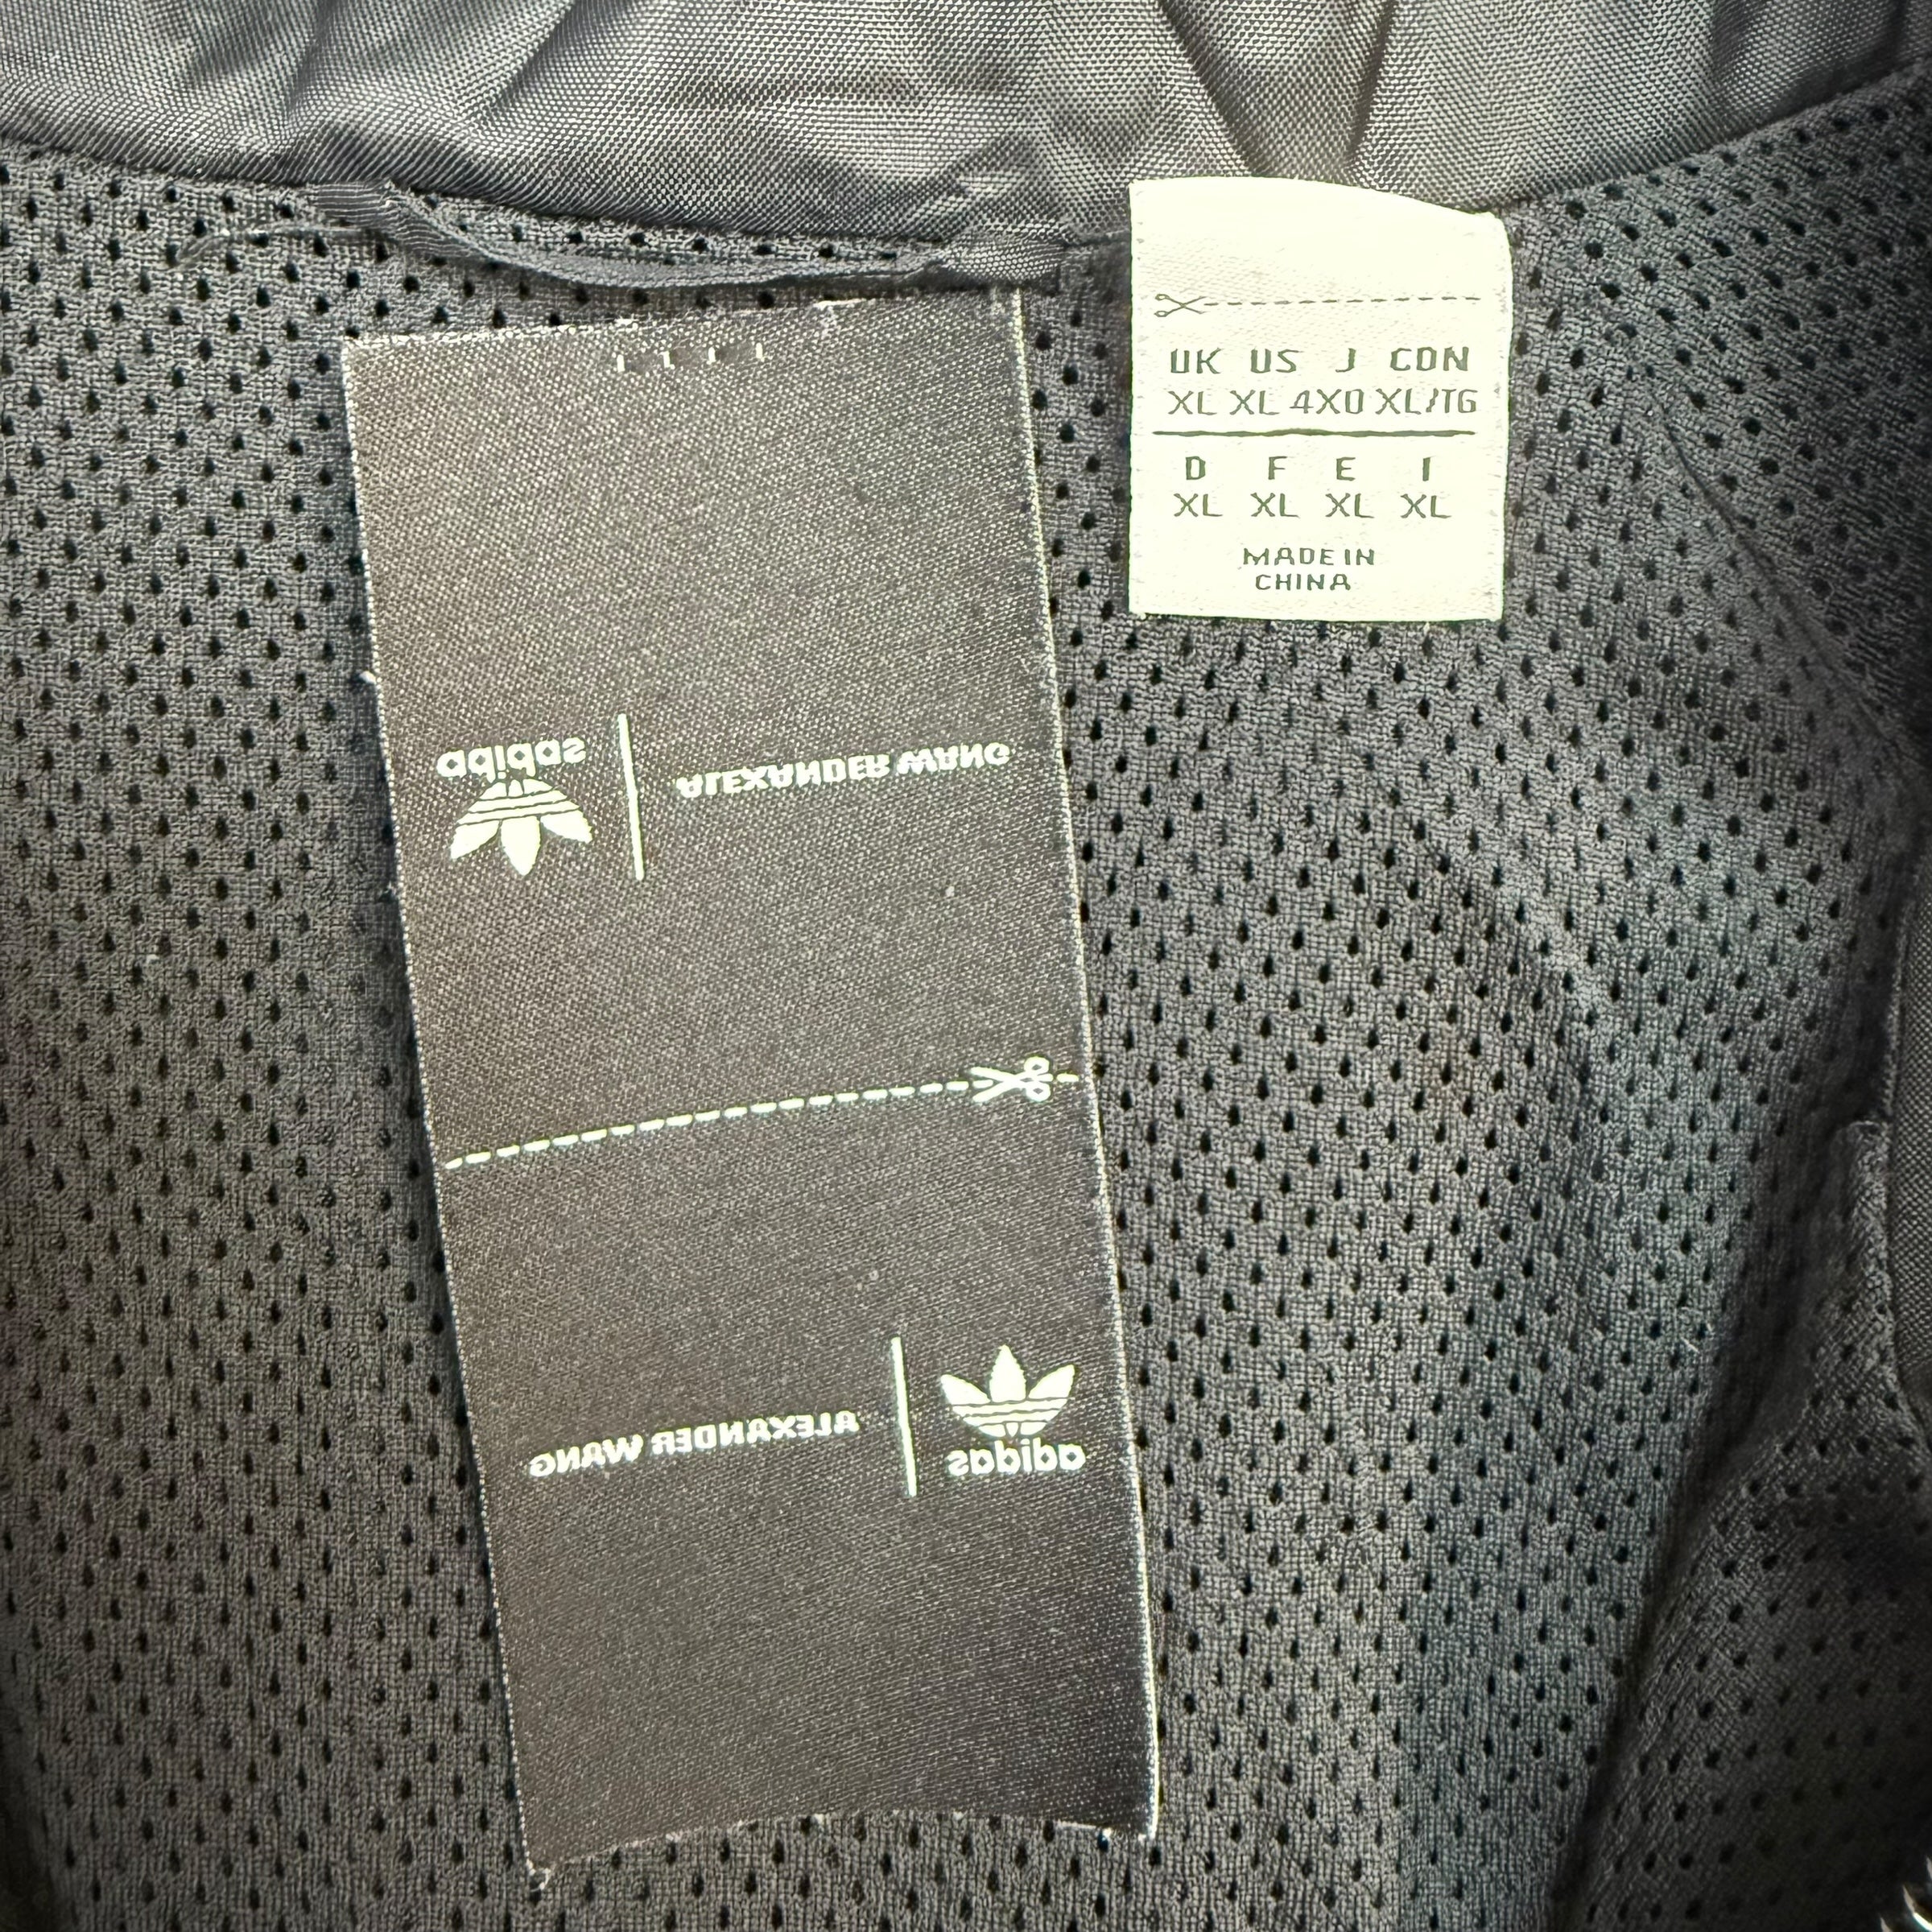 UK US J CDN
XL XL 4XO XL/TG
D F E I
XL XL XL XL
MADE IN
CHINA
adidas | ALEXANDER WANG
ALEXANDER WANG | adidas